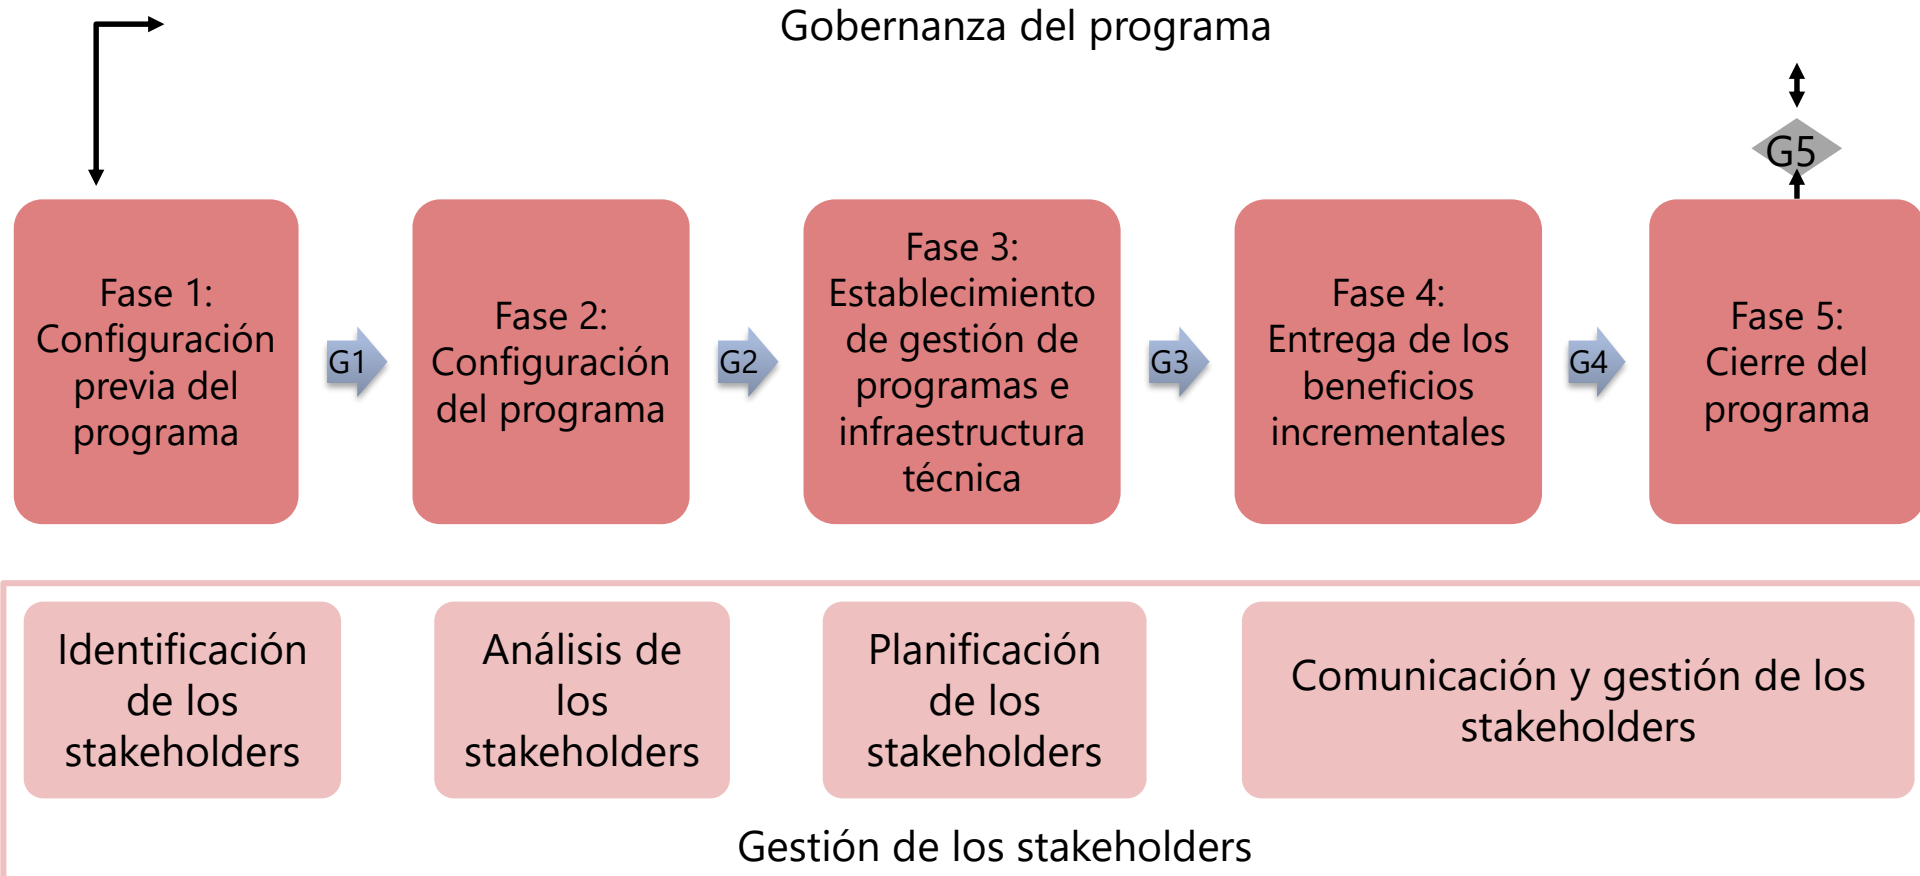 Gobernanza del programa
G5
Fase 1:
Configuración
previa del
programa
G1
Fase 2:
Configuración
del programa
G2
Fase 3:
Establecimiento
de gestión de
programas e
infraestructura
técnica
G3
Fase 4:
Entrega de los
beneficios
incrementales
G4
Fase 5:
Cierre del
programa
Identificación
de los
stakeholders
Análisis de
los
stakeholders
Planificación
de los
stakeholders
Comunicación y gestión de los
stakeholders
Gestión de los stakeholders